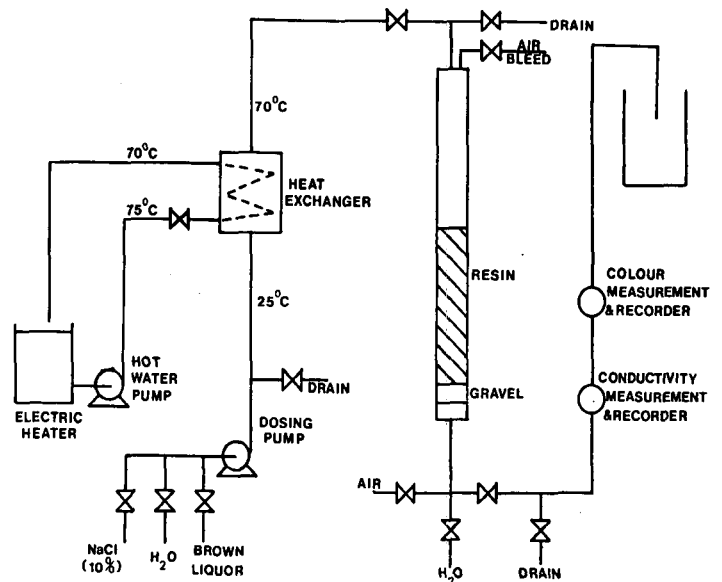 DRAIN
AIR
BLEED
70°C
70°C
HEAT
EXCHANGER
75°C
RESIN
COLOUR
MEASUREMENT
& RECORDER
25°C
HOT
WATER
PUMP
DRAIN
GRAVEL
CONDUCTIVITY
MEASUREMENT
& RECORDER
ELECTRIC
HEATER
DOSING
PUMP
AIR
NaCl
(10%)
H₂O
BROWN
LIQUOR
H₂O
DRAIN